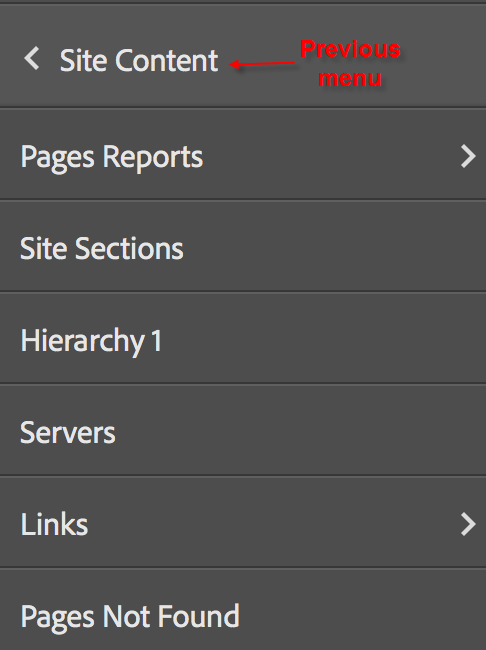 Site Content
Previous
menu
Pages Reports
Site Sections
Hierarchy 1
Servers
Links
Pages Not Found